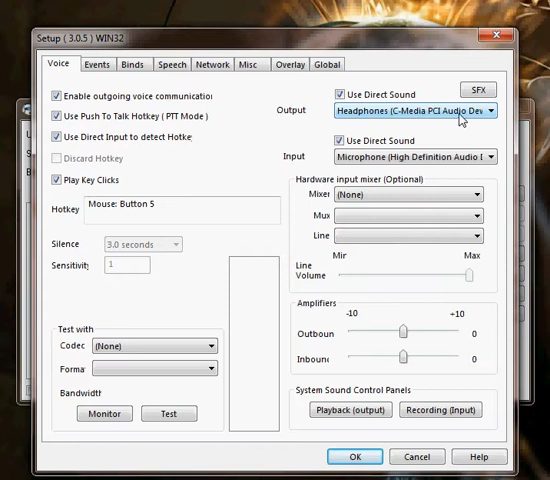 Setup ( 3.0.5 ) WIN32
Voice Events Binds Speech Network Misc Overlay Global
Enable outgoing voice communication
Use Push To Talk Hotkey ( PTT Mode )
Use Direct Input to detect Hotke
Discard Hotkey
Play Key Clicks
Hotkey
Mouse: Button 5
Silence
3.0 seconds
Sensitivity
1
Test with
Codec
(None)
Forma
Bandwidth
Monitor
Test
Use Direct Sound
SFX
Output
Headphones (C-Media PCI Audio Dev
Use Direct Sound
Input
Microphone (High Definition Audio
Hardware input mixer (Optional)
Mixer
(None)
Mux
Line
Min Max
Line
Volume
Amplifiers
-10 +10
Outboun
0
Inboun
0
System Sound Control Panels
Playback (output)
Recording (Input)
OK
Cancel
Help